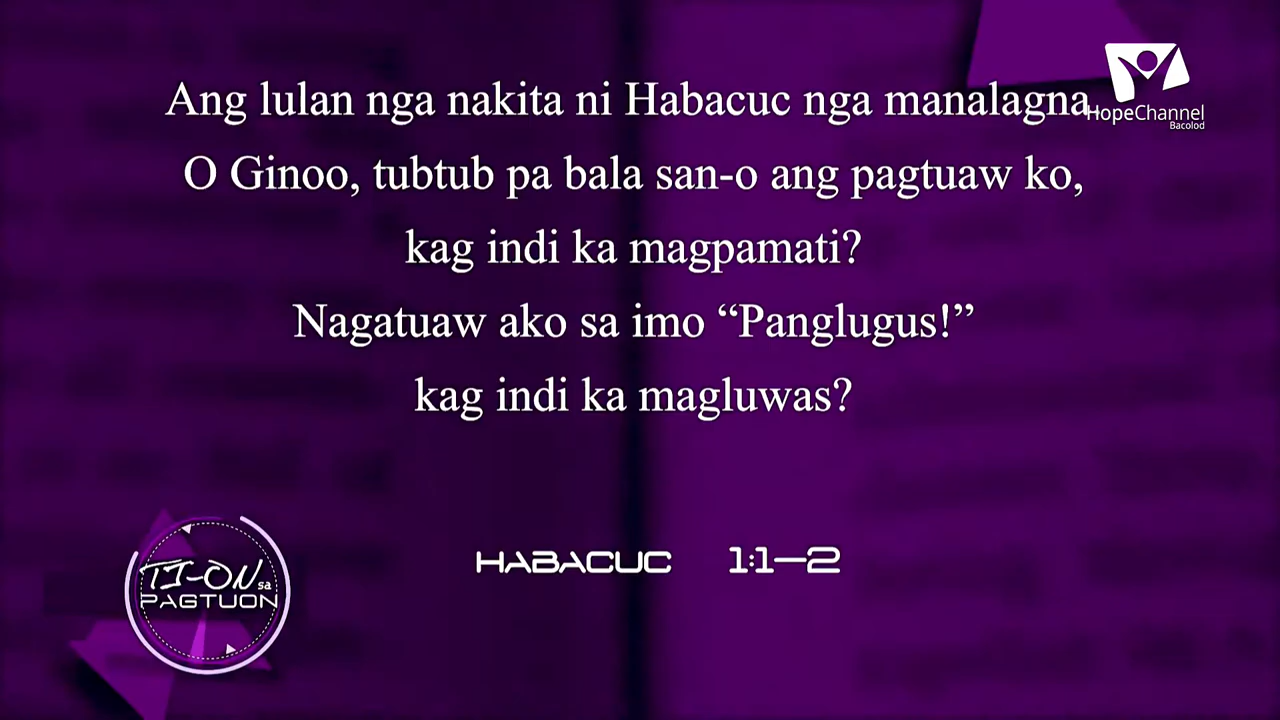 Ang lulan nga nakita ni Habacuc nga manalagna
HopeChannel
Bacolod
O Ginoo, tubtub pa bala san-o ang pagtuaw ko,
kag indi ka magpamati?
Nagatuaw ako sa imo “Panglugus!”
kag indi ka magluwas?
HABACUC 1:1—2
TI-ON sa
PAGTUON